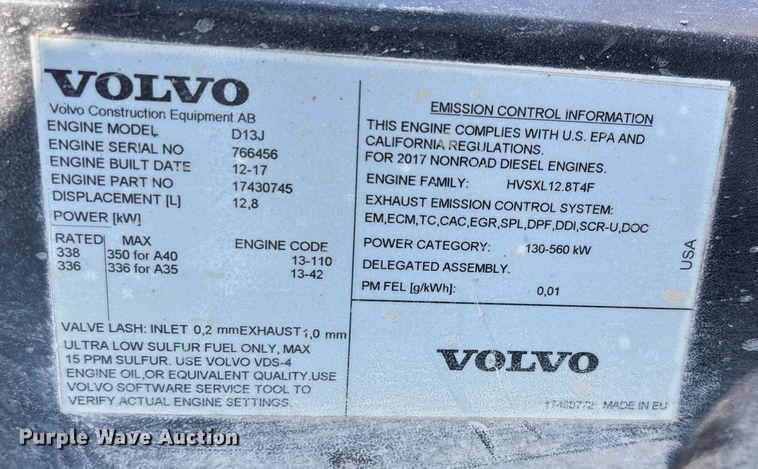 VOLVO
Volvo Construction Equipment AB
ENGINE MODEL D13J
ENGINE SERIAL NO 766456
ENGINE BUILT DATE 12-17
ENGINE PART NO 17430745
DISPLACEMENT [L] 12,8
POWER [kW]
RATED MAX ENGINE CODE
338 350 for A40 13-110
336 336 for A35 13-42
VALVE LASH: INLET 0,2 mm EXHAUST 1,0 mm
ULTRA LOW SULFUR FUEL ONLY, MAX
15 PPM SULFUR. USE VOLVO VDS-4
ENGINE OIL,OR EQUIVALENT QUALITY.USE
VOLVO SOFTWARE SERVICE TOOL TO
VERIFY ACTUAL ENGINE SETTINGS.
EMISSION CONTROL INFORMATION
THIS ENGINE COMPLIES WITH U.S. EPA AND
CALIFORNIA REGULATIONS.
FOR 2017 NONROAD DIESEL ENGINES.
ENGINE FAMILY: HVSXL12.8T4F
EXHAUST EMISSION CONTROL SYSTEM:
EM,ECM,TC,CAC,EGR,SPL,DPF,DDI,SCR-U,DOC
POWER CATEGORY: 130-560 kW
DELEGATED ASSEMBLY.
PM FEL [g/kWh]: 0,01
USA
VOLVO
MADE IN EU
Purple Wave Auction